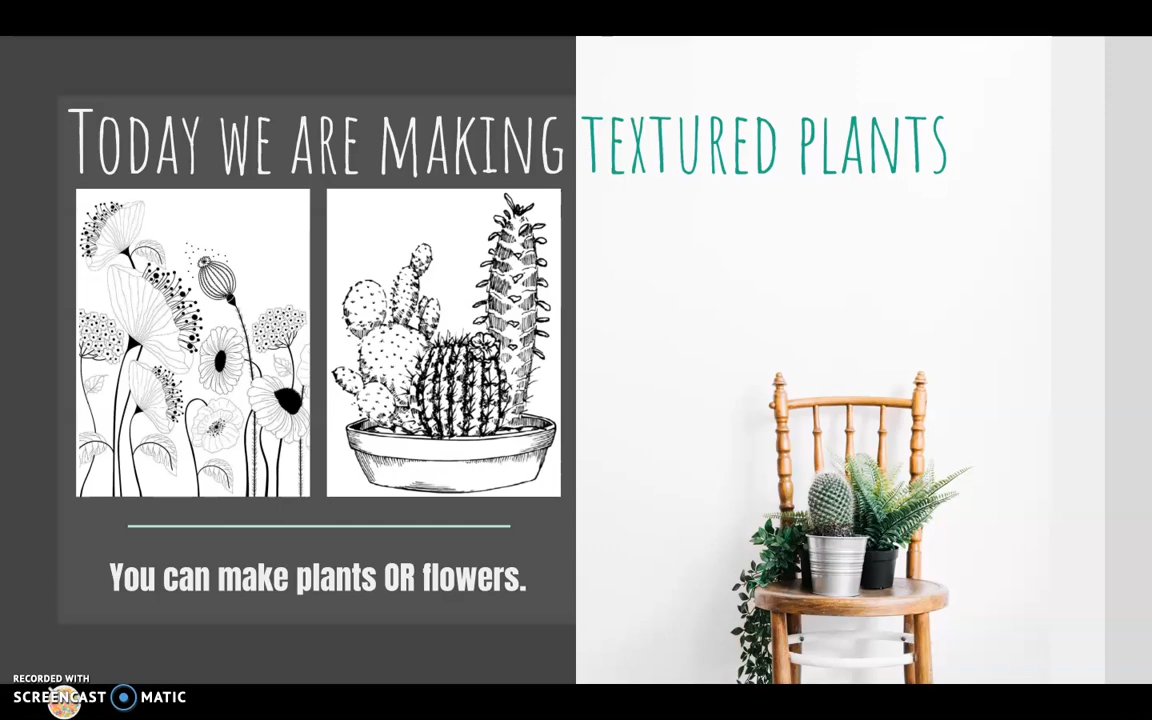 Today we are making textured plants
You can make plants OR flowers.
RECORDED WITH
SCREENCAST MATIC